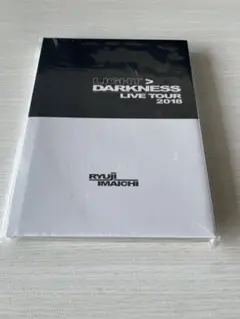 LIGHT>
DARKNESS
LIVE TOUR
2018
RYUJI
IMAICHI